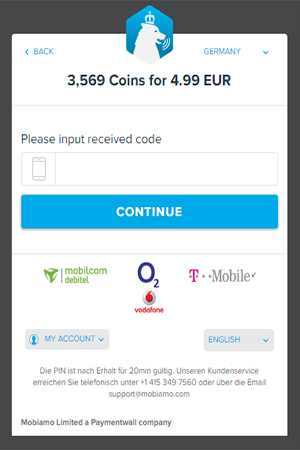 BACK
GERMANY
3,569 Coins for 4.99 EUR
Please input received code
CONTINUE
mobilcom
debitel
O2
T · · Mobile
vodafone
MY ACCOUNT
ENGLISH
Die PIN ist nach Erhalt für 20min gültig. Unseren Kundenservice
erreichen Sie telefonisch unter +1 415 349 7560 oder über die Email
support@mobiamo.com
Mobiamo Limited a Paymentwall company